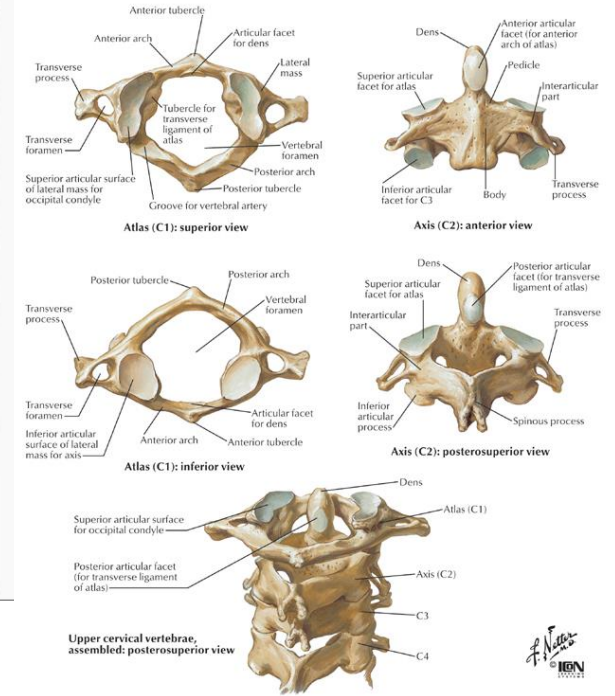 Anterior tubercle
Anterior arch
Articular facet
for dens
Transverse
process
Lateral
mass
Tubercle for
transverse
ligament of
atlas
Transverse
foramen
Vertebral
foramen
Superior articular surface
of lateral mass for
occipital condyle
Posterior arch
Posterior tubercle
Groove for vertebral artery
Atlas (C1): superior view
Dens
Anterior articular
facet (for anterior
arch of atlas)
Pedicle
Superior articular
facet for atlas
Interarticular
part
Inferior articular
facet for C3
Body
Transverse
process
Axis (C2): anterior view
Posterior tubercle
Posterior arch
Vertebral
foramen
Transverse
process
Transverse
foramen
Inferior articular
surface of lateral
mass for axis
Anterior arch
Articular facet
for dens
Anterior tubercle
Atlas (C1): inferior view
Dens
Posterior articular
facet (for transverse
ligament of atlas)
Superior articular
facet for atlas
Interarticular
part
Transverse
process
Inferior
articular
process
Spinous process
Axis (C2): posterosuperior view
Dens
Superior articular surface
for occipital condyle
Atlas (C1)
Posterior articular facet
(for transverse ligament
of atlas)
Axis (C2)
C3
C4
Upper cervical vertebrae,
assembled: posterosuperior view
F. Netter
M.D.
© ICON
LEARNING
SYSTEMS